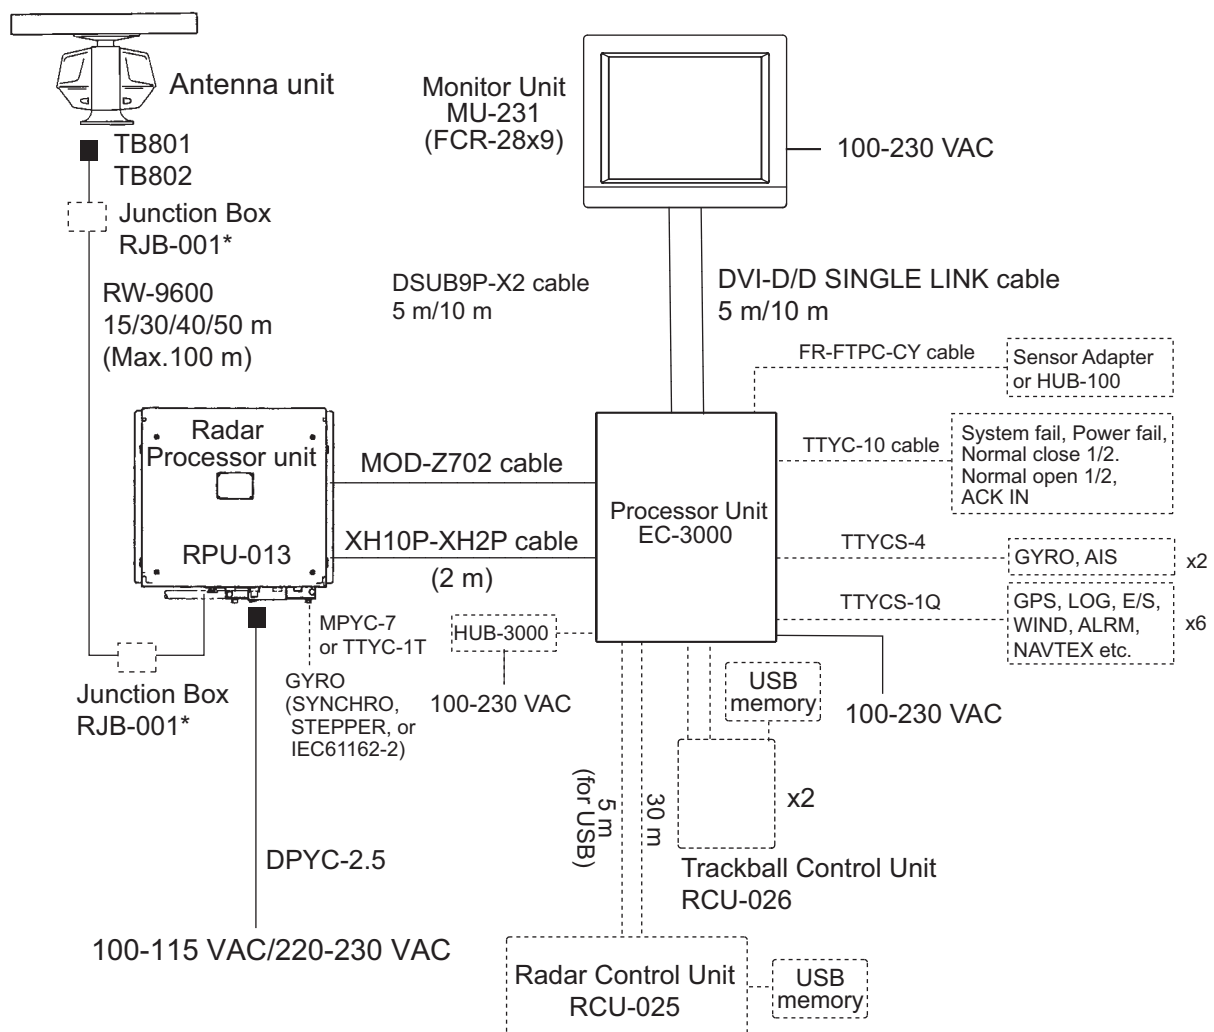 Antenna unit
TB801
TB802
Junction Box
RJB-001*
RW-9600
15/30/40/50 m
(Max.100 m)
Monitor Unit
MU-231
(FCR-28x9)
100-230 VAC
DSUB9P-X2 cable
5 m/10 m
DVI-D/D SINGLE LINK cable
5 m/10 m
FR-FTPC-CY cable
Sensor Adapter
or HUB-100
TTYC-10 cable
System fail, Power fail,
Normal close 1/2.
Normal open 1/2,
ACK IN
Radar
Processor unit
RPU-013
MOD-Z702 cable
XH10P-XH2P cable
(2 m)
Processor Unit
EC-3000
TTYCS-4
GYRO, AIS
x2
TTYCS-1Q
GPS, LOG, E/S,
WIND, ALRM,
NAVTEX etc.
x6
MPYC-7
or TTYC-1T
GYRO
(SYNCHRO,
STEPPER, or
IEC61162-2)
HUB-3000
100-230 VAC
USB
memory
100-230 VAC
Junction Box
RJB-001*
5 m
(for USB)
30 m
x2
Trackball Control Unit
RCU-026
DPYC-2.5
100-115 VAC/220-230 VAC
Radar Control Unit
RCU-025
USB
memory